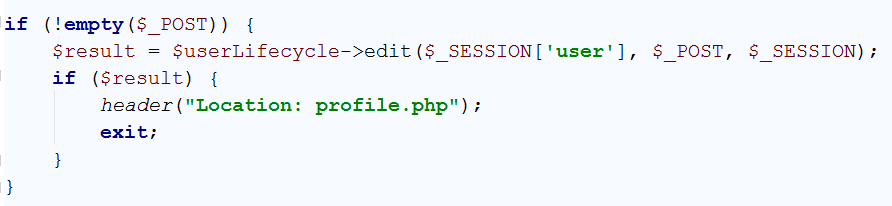 if (!empty($_POST)) {
    $result = $userLifecycle->edit($_SESSION['user'], $_POST, $_SESSION);
    if ($result) {
        header("Location: profile.php");
        exit;
    }
}